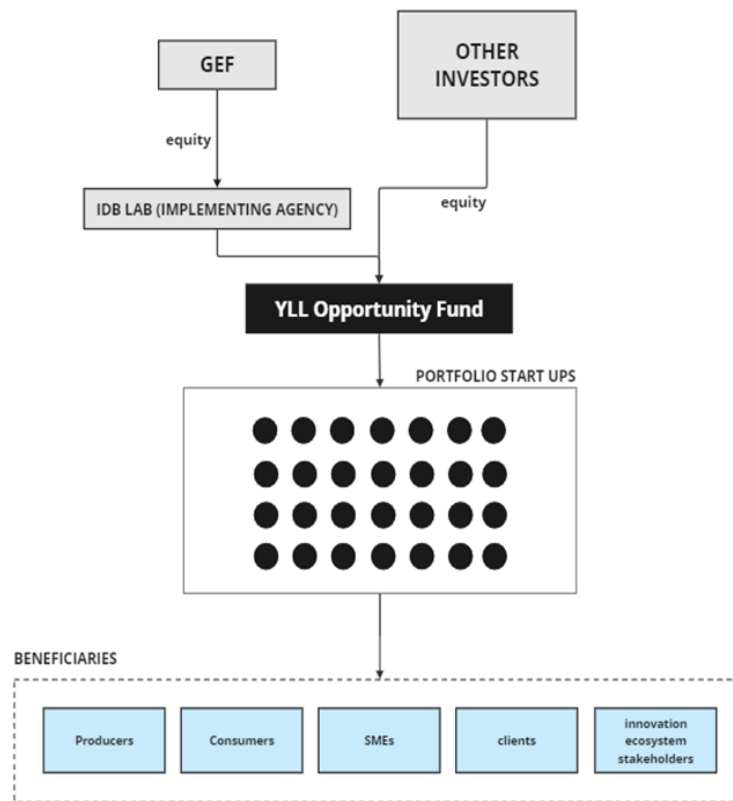 GEF
OTHER
INVESTORS
equity
IDB LAB (IMPLEMENTING AGENCY)
equity
YLL Opportunity Fund
PORTFOLIO START UPS
BENEFICIARIES
Producers
Consumers
SMEs
clients
innovation
ecosystem
stakeholders